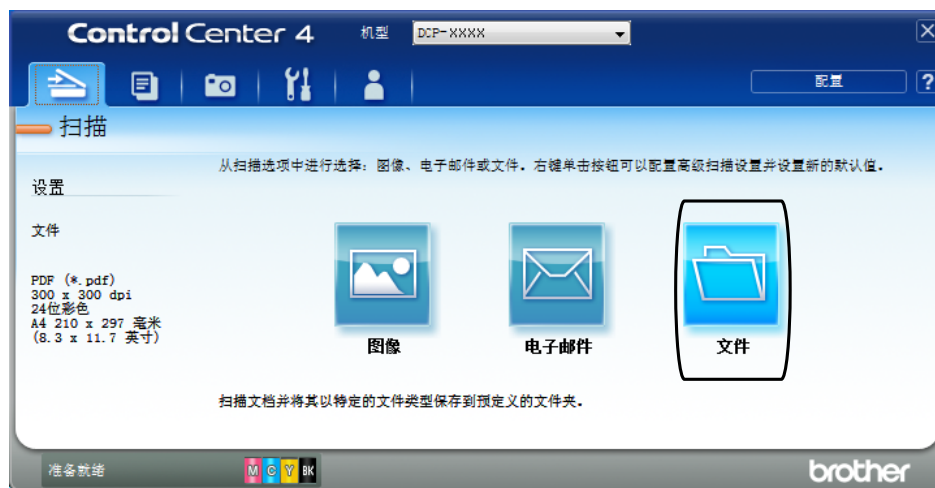 Control Center 4
机型
DCP-XXXX
配置
?
扫描
从扫描选项中进行选择：图像、电子邮件或文件。右键单击按钮可以配置高级扫描设置并设置新的默认值。
设置
文件
PDF (*.pdf)
300 x 300 dpi
24位彩色
A4 210 x 297 毫米
(8.3 x 11.7 英寸)
图像
电子邮件
文件
扫描文档并将其以特定的文件类型保存到预定义的文件夹。
准备就绪
M C Y BK
brother